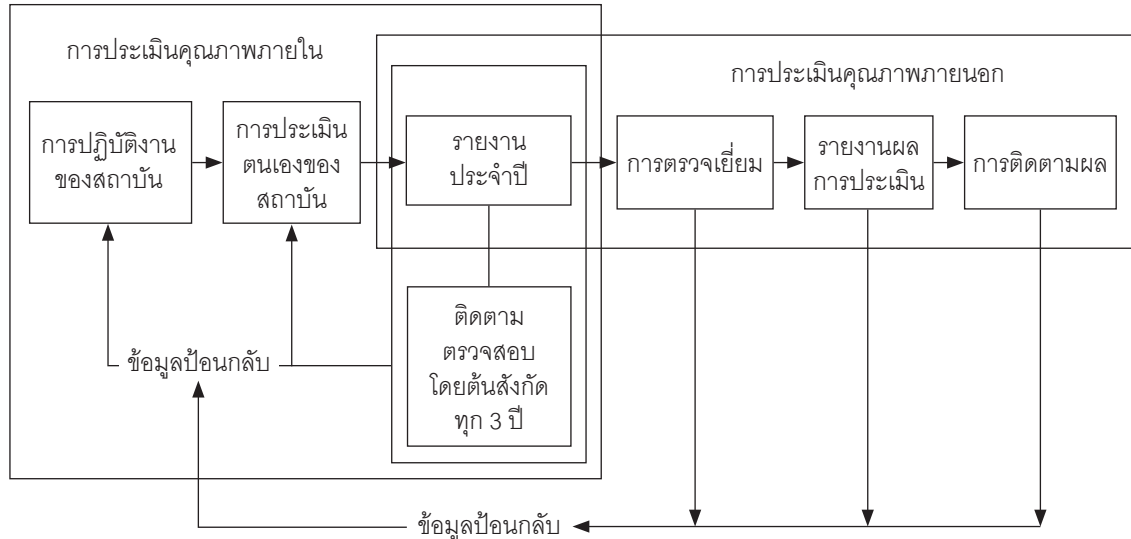 การประเมินคุณภาพภายใน
การประเมินคุณภาพภายนอก
การปฏิบัติงาน
ของสถาบัน
การประเมิน
ตนเองของ
สถาบัน
รายงาน
ประจำปี
การตรวจเยี่ยม
รายงานผล
การประเมิน
การติดตามผล
ติดตาม
ตรวจสอบ
โดยต้นสังกัด
ทุก 3 ปี
ข้อมูลป้อนกลับ
ข้อมูลป้อนกลับ